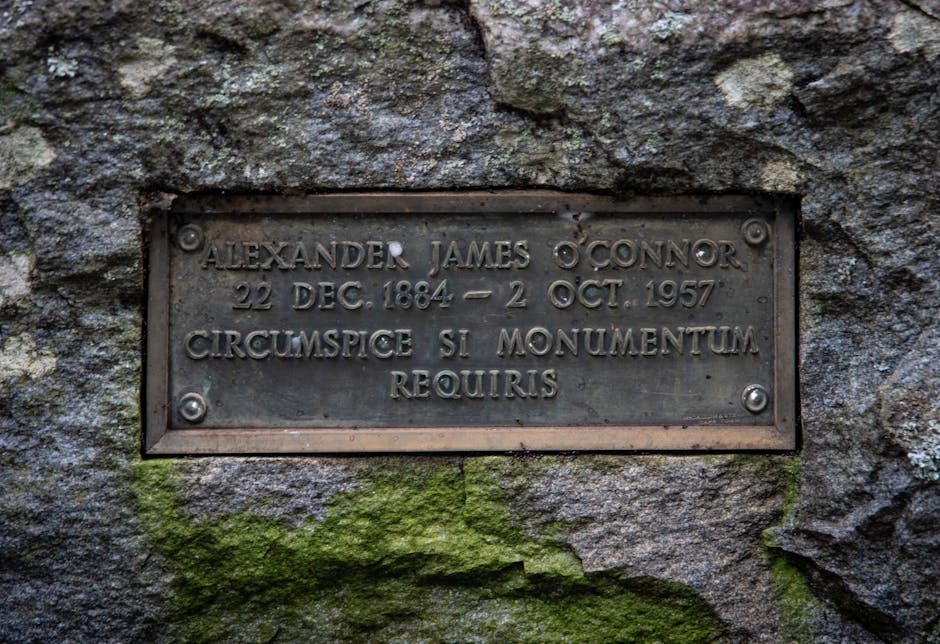 ALEXANDER JAMES O'CONNOR
22 DEC. 1884 – 2 OCT. 1957
CIRCUMSPICE SI MONUMENTUM
REQUIRIS